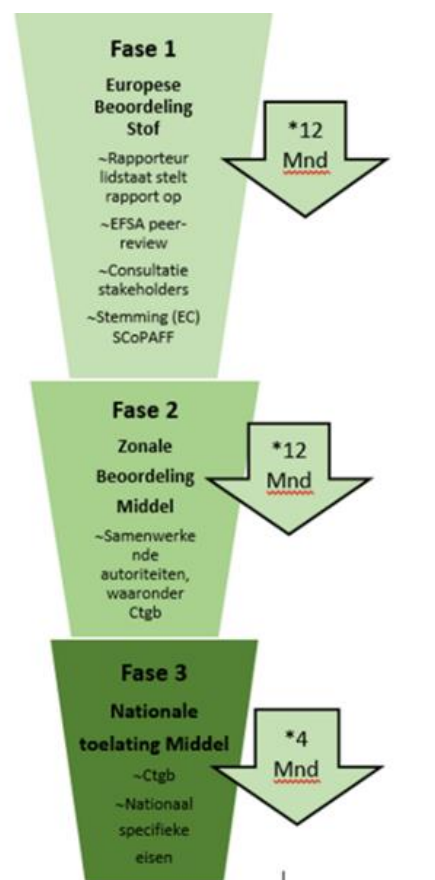 Fase 1
Europese
Beoordeling
Stof
~Rapporteur
lidstaat stelt
rapport op
~EFSA peer-
review
~Consultatie
stakeholders
~Stemming (EC)
SCoPAFF
*12
Mnd
Fase 2
Zonale
Beoordeling
Middel
~Samenwerke
nde
autoriteiten,
waaronder
Ctgb
*12
Mnd
Fase 3
Nationale
toelating Middel
~Ctgb
~Nationaal
specifieke
eisen
*4
Mnd